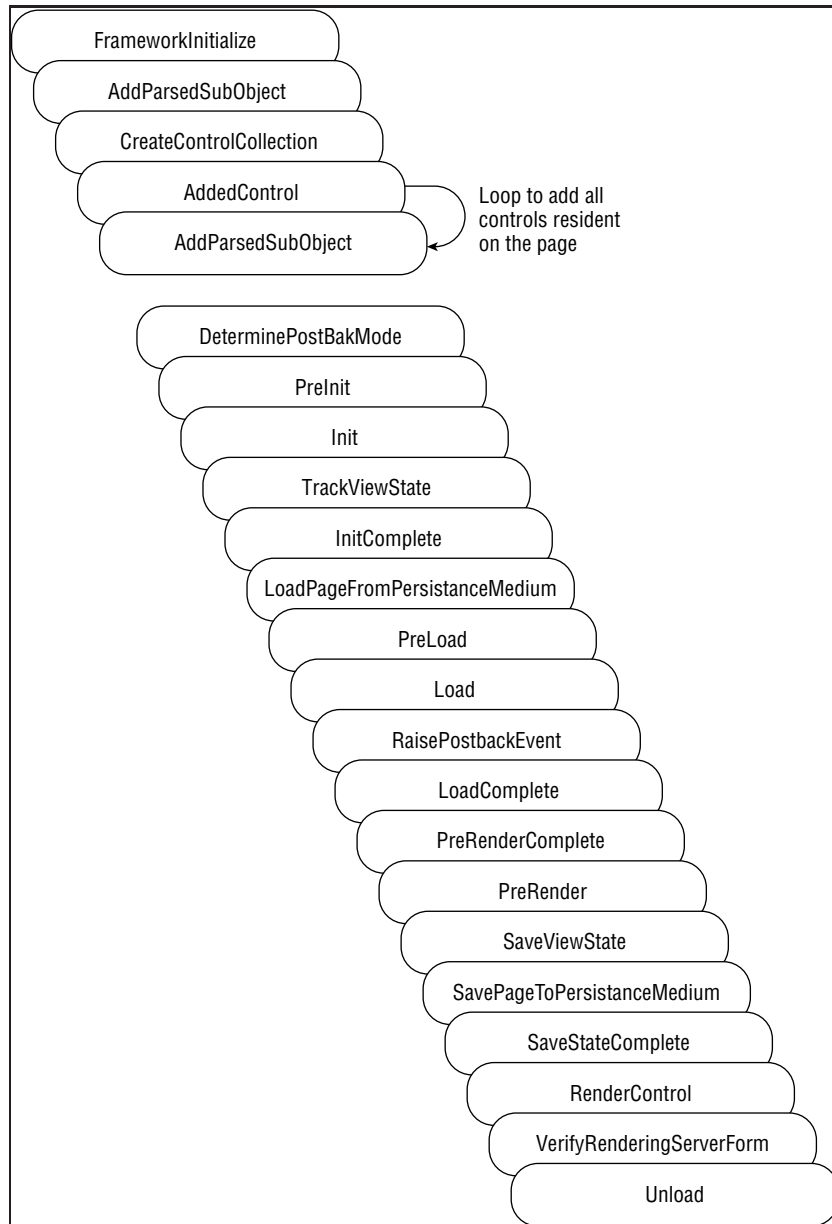 FrameworkInitialize
AddParsedSubObject
CreateControlCollection
AddedControl
AddParsedSubObject
Loop to add all
controls resident
on the page
DeterminePostBakMode
PreInit
Init
TrackViewState
InitComplete
LoadPageFromPersistanceMedium
PreLoad
Load
RaisePostbackEvent
LoadComplete
PreRenderComplete
PreRender
SaveViewState
SavePageToPersistanceMedium
SaveStateComplete
RenderControl
VerifyRenderingServerForm
Unload